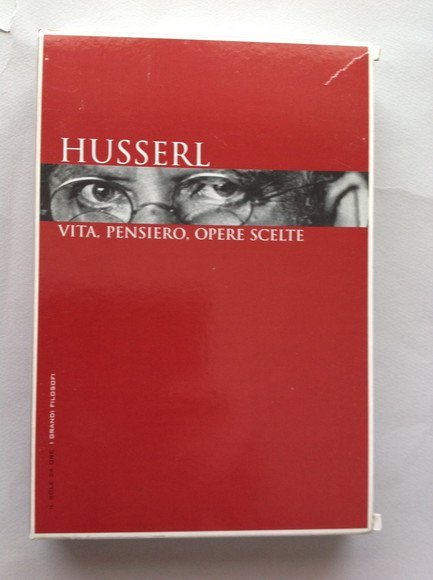 HUSSERL
VITA, PENSIERO, OPERE SCELTE
IL SOLE 24 ORE I GRANDI FILOSOFI